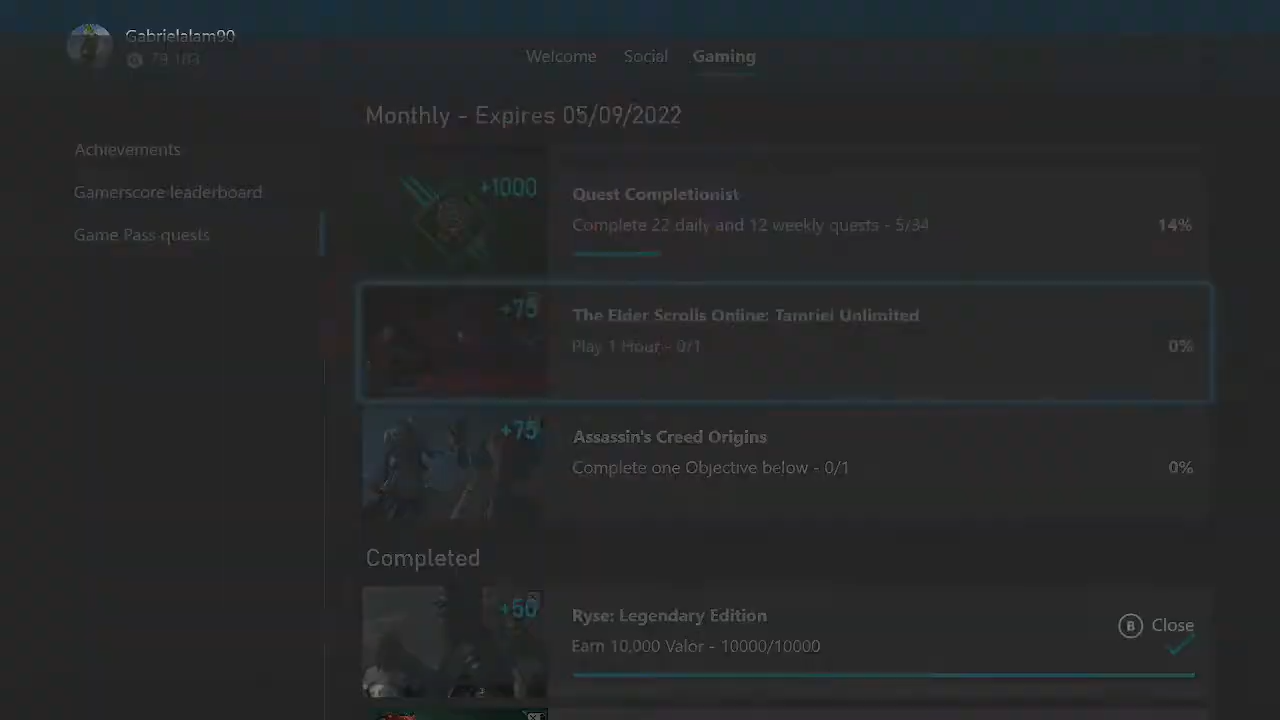 Gabrielalam90
79,183
Welcome Social Gaming
Achievements
Gamerscore leaderboard
Game Pass quests
Monthly - Expires 05/09/2022
+1000
Quest Completionist
Complete 22 daily and 12 weekly quests - 5/34
14%
+75
The Elder Scrolls Online: Tamriel Unlimited
Play 1 Hour - 0/1
0%
+75
Assassin's Creed Origins
Complete one Objective below - 0/1
0%
Completed
+50
Ryse: Legendary Edition
Earn 10,000 Valor - 10000/10000
B Close